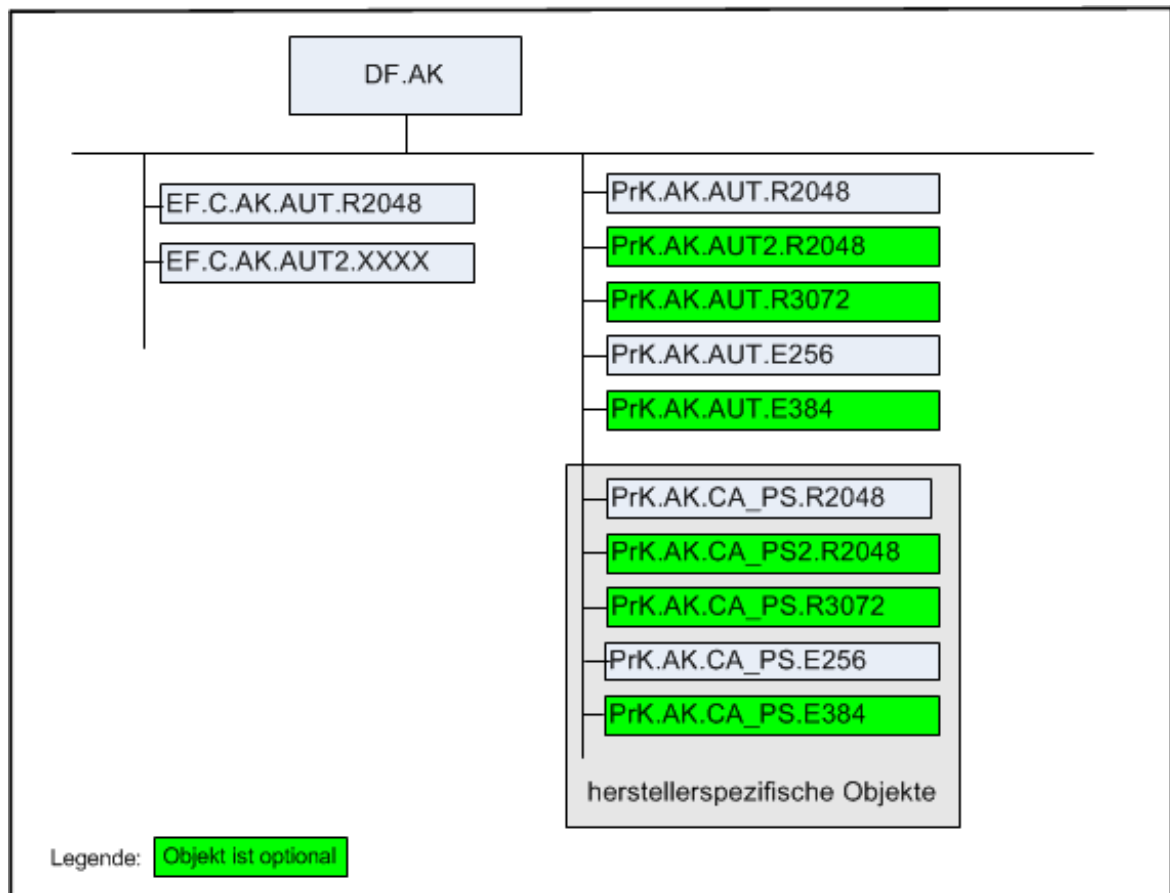 DF.AK
EF.C.AK.AUT.R2048
EF.C.AK.AUT2.XXXX
PrK.AK.AUT.R2048
PrK.AK.AUT2.R2048
PrK.AK.AUT.R3072
PrK.AK.AUT.E256
PrK.AK.AUT.E384
PrK.AK.CA_PS.R2048
PrK.AK.CA_PS2.R2048
PrK.AK.CA_PS.R3072
PrK.AK.CA_PS.E256
PrK.AK.CA_PS.E384
herstellerspezifische Objekte
Legende: Objekt ist optional